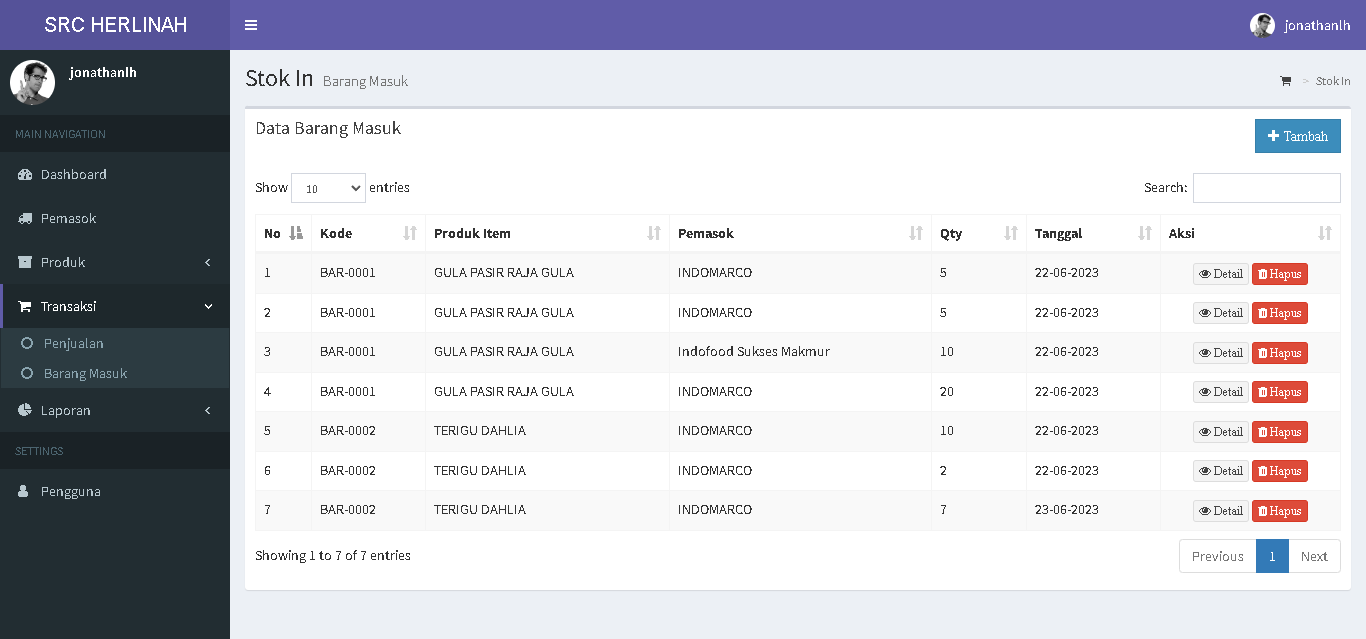 SRC HERLINAH
jonathanlh
jonathanlh
MAIN NAVIGATION
Dashboard
Pemasok
Produk
Transaksi
Penjualan
Barang Masuk
Laporan
SETTINGS
Pengguna
Stok In Barang Masuk
> Stok In
Data Barang Masuk
Tambah
Show 10 entries
Search:
No Kode Produk Item Pemasok Qty Tanggal Aksi
1 BAR-0001 GULA PASIR RAJA GULA INDOMARCO 5 22-06-2023 Detail Hapus
2 BAR-0001 GULA PASIR RAJA GULA INDOMARCO 5 22-06-2023 Detail Hapus
3 BAR-0001 GULA PASIR RAJA GULA Indofood Sukses Makmur 10 22-06-2023 Detail Hapus
4 BAR-0001 GULA PASIR RAJA GULA INDOMARCO 20 22-06-2023 Detail Hapus
5 BAR-0002 TERIGU DAHLIA INDOMARCO 10 22-06-2023 Detail Hapus
6 BAR-0002 TERIGU DAHLIA INDOMARCO 2 22-06-2023 Detail Hapus
7 BAR-0002 TERIGU DAHLIA INDOMARCO 7 23-06-2023 Detail Hapus
Showing 1 to 7 of 7 entries
Previous 1 Next